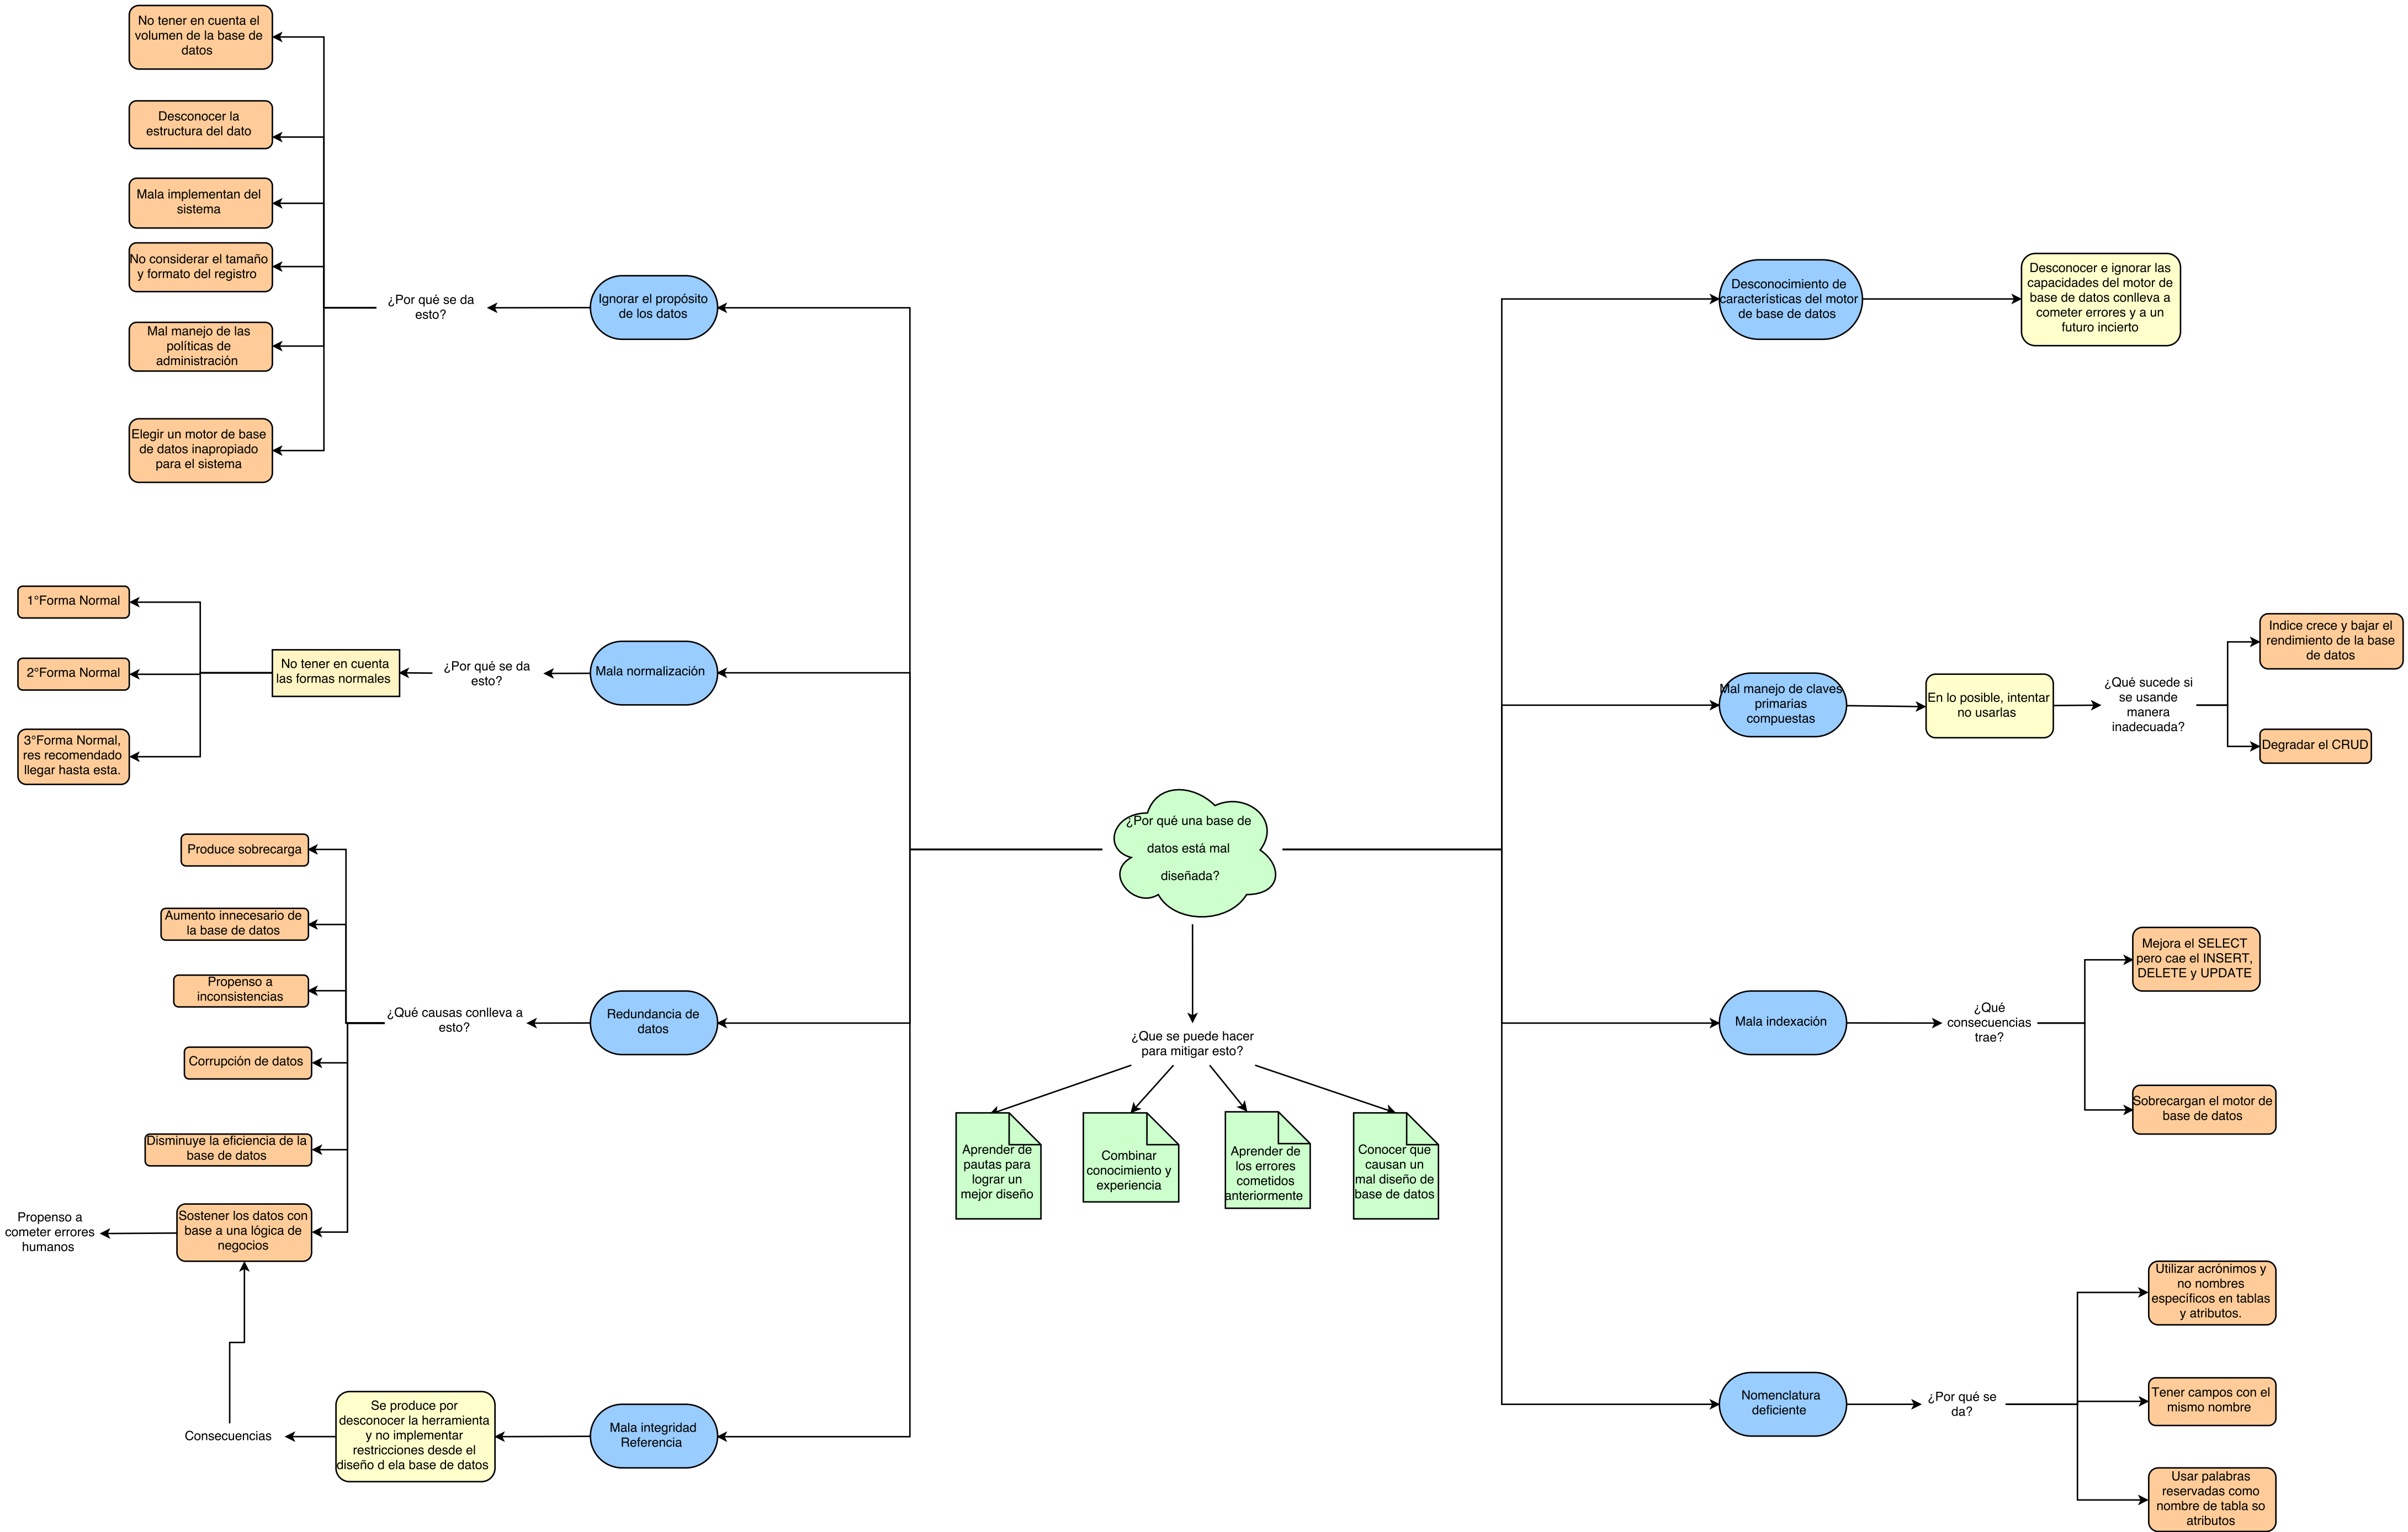 No tener en cuenta el
volumen de la base de
datos
Desconocer la
estructura del dato
Mala implementan del
sistema
No considerar el tamaño
y formato del registro
Mal manejo de las
políticas de
administración
Elegir un motor de base
de datos inapropiado
para el sistema
¿Por qué se da
esto?
Ignorar el propósito
de los datos
1°Forma Normal
2°Forma Normal
3°Forma Normal,
res recomendado
llegar hasta esta.
No tener en cuenta
las formas normales
¿Por qué se da
esto?
Mala normalización
Produce sobrecarga
Aumento innecesario de
la base de datos
Propenso a
inconsistencias
Corrupción de datos
Disminuye la eficiencia de la
base de datos
Sostener los datos con
base a una lógica de
negocios
Propenso a
cometer errores
humanos
¿Qué causas conlleva a
esto?
Redundancia de
datos
Consecuencias
Se produce por
desconocer la herramienta
y no implementar
restricciones desde el
diseño d ela base de datos
Mala integridad
Referencia
¿Por qué una base de
datos está mal
diseñada?
¿Que se puede hacer
para mitigar esto?
Aprender de
pautas para
lograr un
mejor diseño
Combinar
conocimiento y
experiencia
Aprender de
los errores
cometidos
anteriormente
Conocer que
causan un
mal diseño de
base de datos
Desconocimiento de
características del motor
de base de datos
Desconocer e ignorar las
capacidades del motor de
base de datos conlleva a
cometer errores y a un
futuro incierto
Mal manejo de claves
primarias
compuestas
En lo posible, intentar
no usarlas
¿Qué sucede si
se usande
manera
inadecuada?
Indice crece y bajar el
rendimiento de la base
de datos
Degradar el CRUD
Mala indexación
¿Qué
consecuencias
trae?
Mejora el SELECT
pero cae el INSERT,
DELETE y UPDATE
Sobrecargan el motor de
base de datos
Nomenclatura
deficiente
¿Por qué se
da?
Utilizar acrónimos y
no nombres
específicos en tablas
y atributos.
Tener campos con el
mismo nombre
Usar palabras
reservadas como
nombre de tabla so
atributos